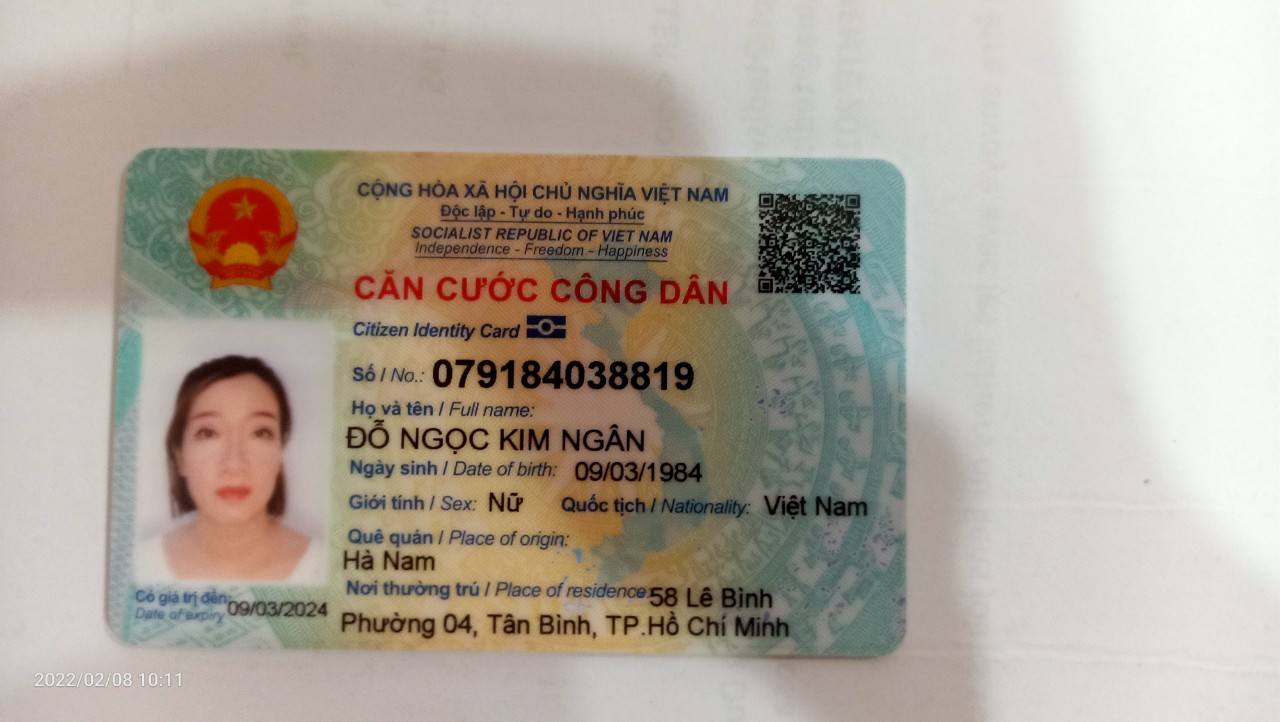 CỘNG HÒA XÃ HỘI CHỦ NGHĨA VIỆT NAM
Độc lập - Tự do - Hạnh phúc
SOCIALIST REPUBLIC OF VIET NAM
Independence - Freedom - Happiness
CĂN CƯỚC CÔNG DÂN
Citizen Identity Card
Số / No.: 079184038819
Họ và tên / Full name:
ĐỖ NGỌC KIM NGÂN
Ngày sinh / Date of birth: 09/03/1984
Giới tính / Sex: Nữ Quốc tịch / Nationality: Việt Nam
Quê quán / Place of origin:
Hà Nam
Nơi thường trú / Place of residence: 58 Lê Bình
Phường 04, Tân Bình, TP.Hồ Chí Minh
Có giá trị đến: 09/03/2024
Date of expiry
2022/02/08 10:11